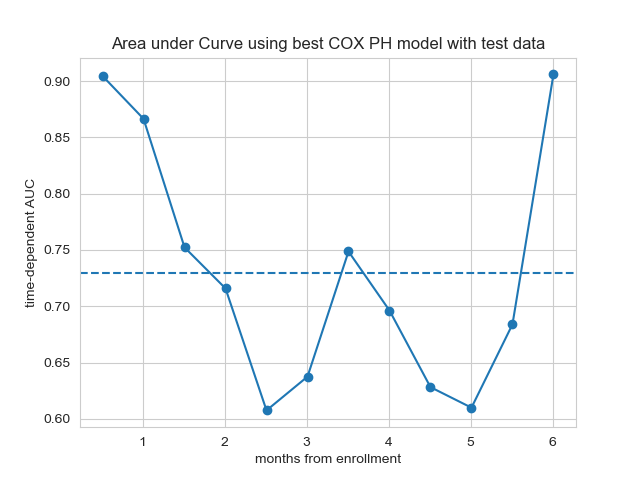 Area under Curve using best COX PH model with test data
time-dependent AUC
0.90
0.85
0.80
0.75
0.70
0.65
0.60
1 2 3 4 5 6
months from enrollment